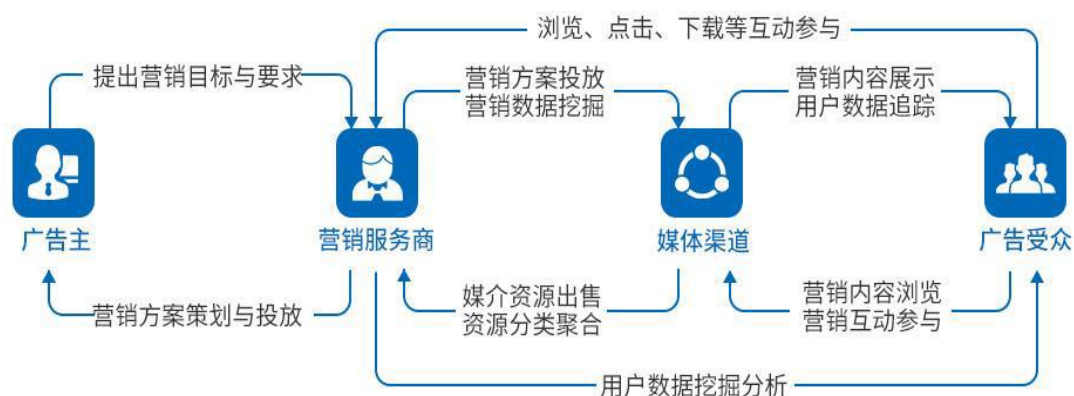 浏览、点击、下载等互动参与
提出营销目标与要求
营销方案投放
营销数据挖掘
营销内容展示
用户数据追踪
广告主
营销服务商
媒体渠道
广告受众
营销方案策划与投放
媒介资源出售
资源分类聚合
营销内容浏览
营销互动参与
用户数据挖掘分析